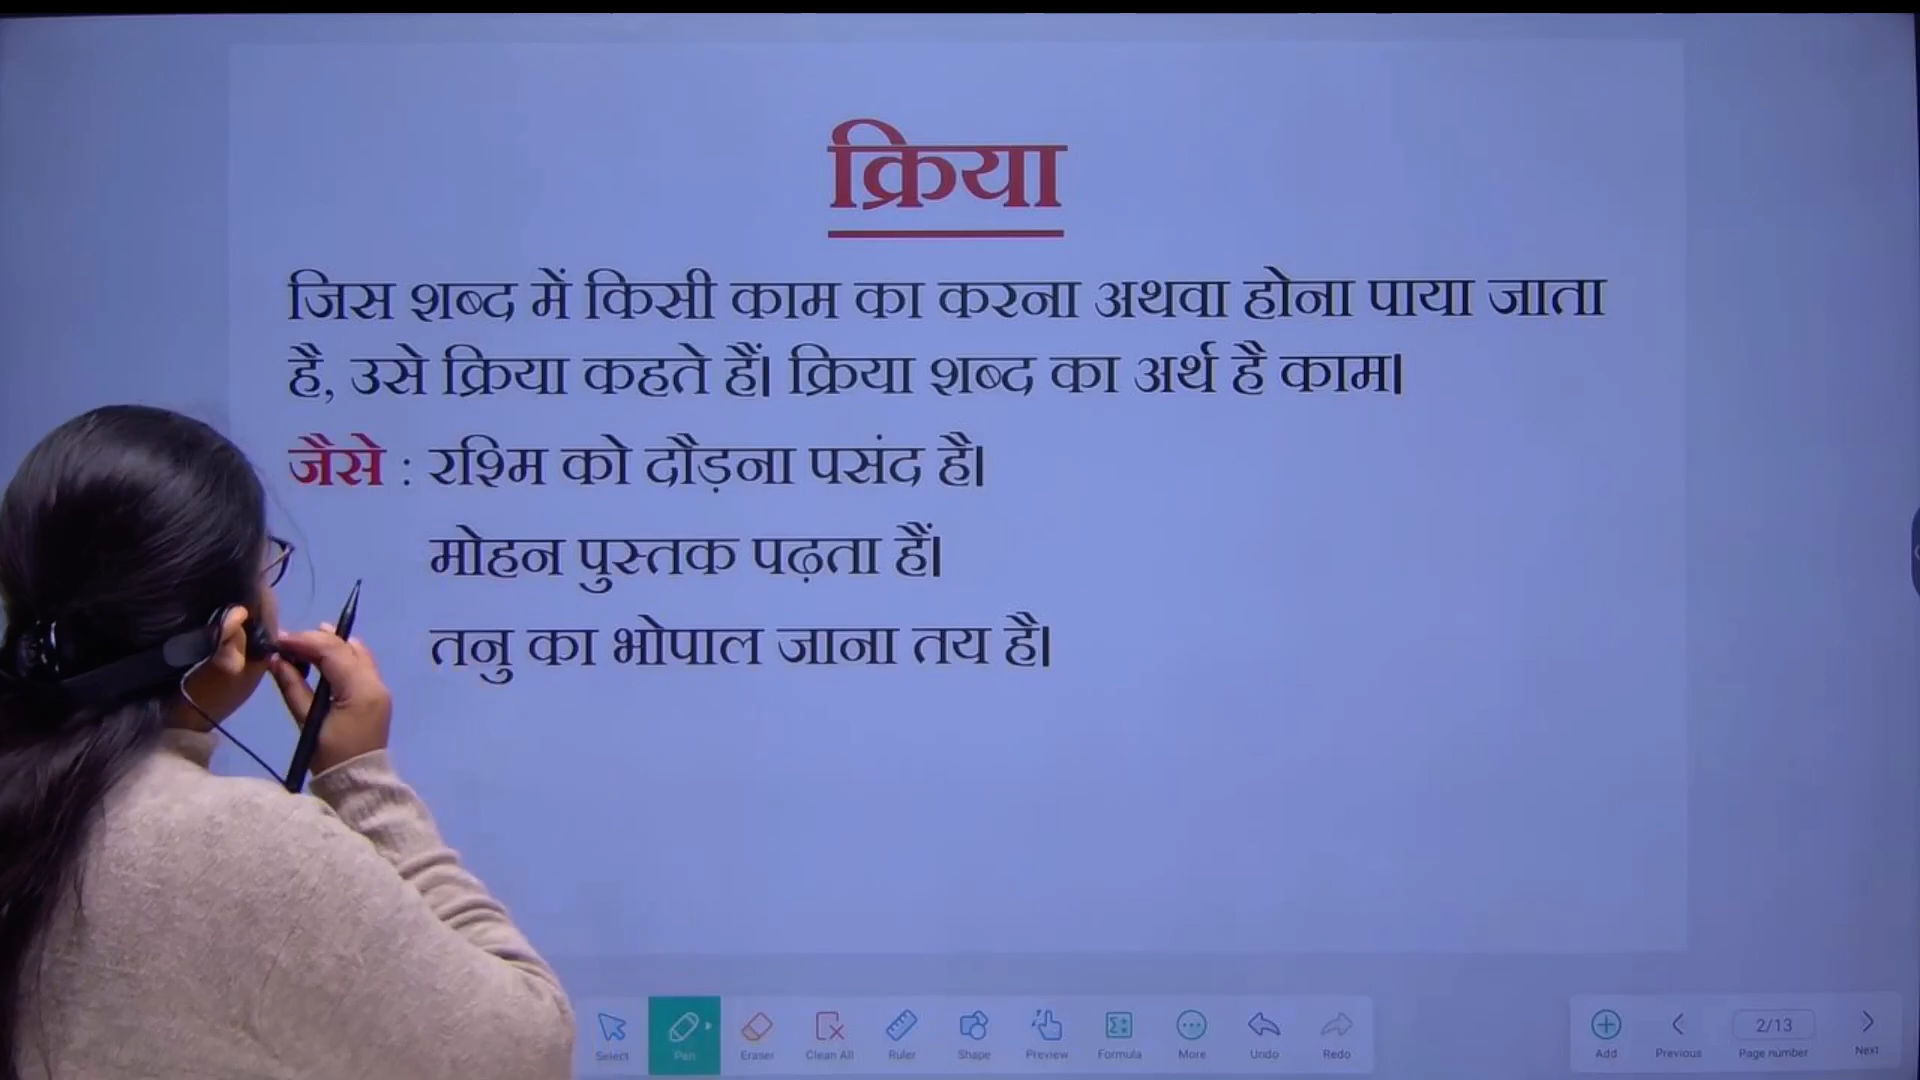 क्रिया
जिस शब्द में किसी काम का करना अथवा होना पाया जाता
है, उसे क्रिया कहते हैं। क्रिया शब्द का अर्थ है काम।
जैसे : रश्मि को दौड़ना पसंद है।
मोहन पुस्तक पढ़ता हैं।
तनु का भोपाल जाना तय है।
Select Pen Eraser Clean All Ruler Shape Preview Formula More Undo Redo
Add Previous 2/13 Page number Next